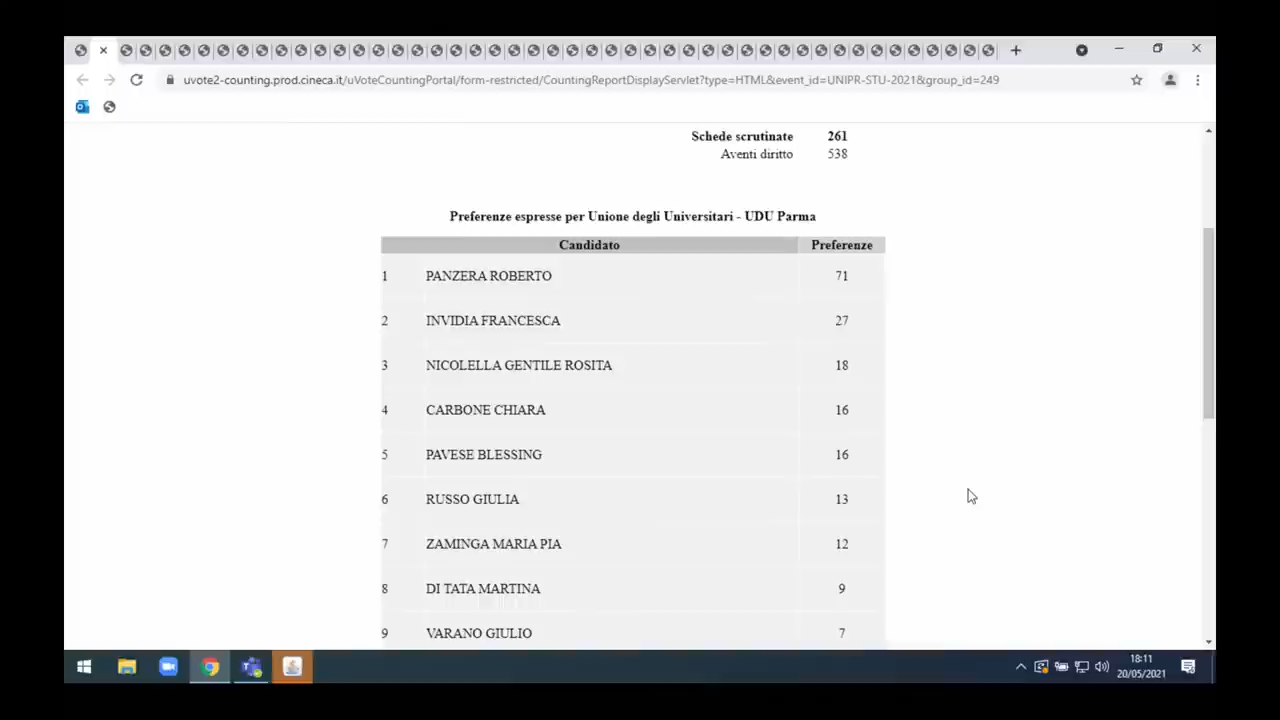 uvote2-counting.prod.cineca.it/uVoteCountingPortal/form-restricted/CountingReportDisplayServlet?type=HTML&event_id=UNIPR-STU-2021&group_id=249
Schede scrutinate 261
Aventi diritto 538
Preferenze espresse per Unione degli Universitari - UDU Parma
Candidato Preferenze
1 PANZERA ROBERTO 71
2 INVIDIA FRANCESCA 27
3 NICOLELLA GENTILE ROSITA 18
4 CARBONE CHIARA 16
5 PAVESE BLESSING 16
6 RUSSO GIULIA 13
7 ZAMINGA MARIA PIA 12
8 DI TATA MARTINA 9
9 VARANO GIULIO 7
18:11
20/05/2021